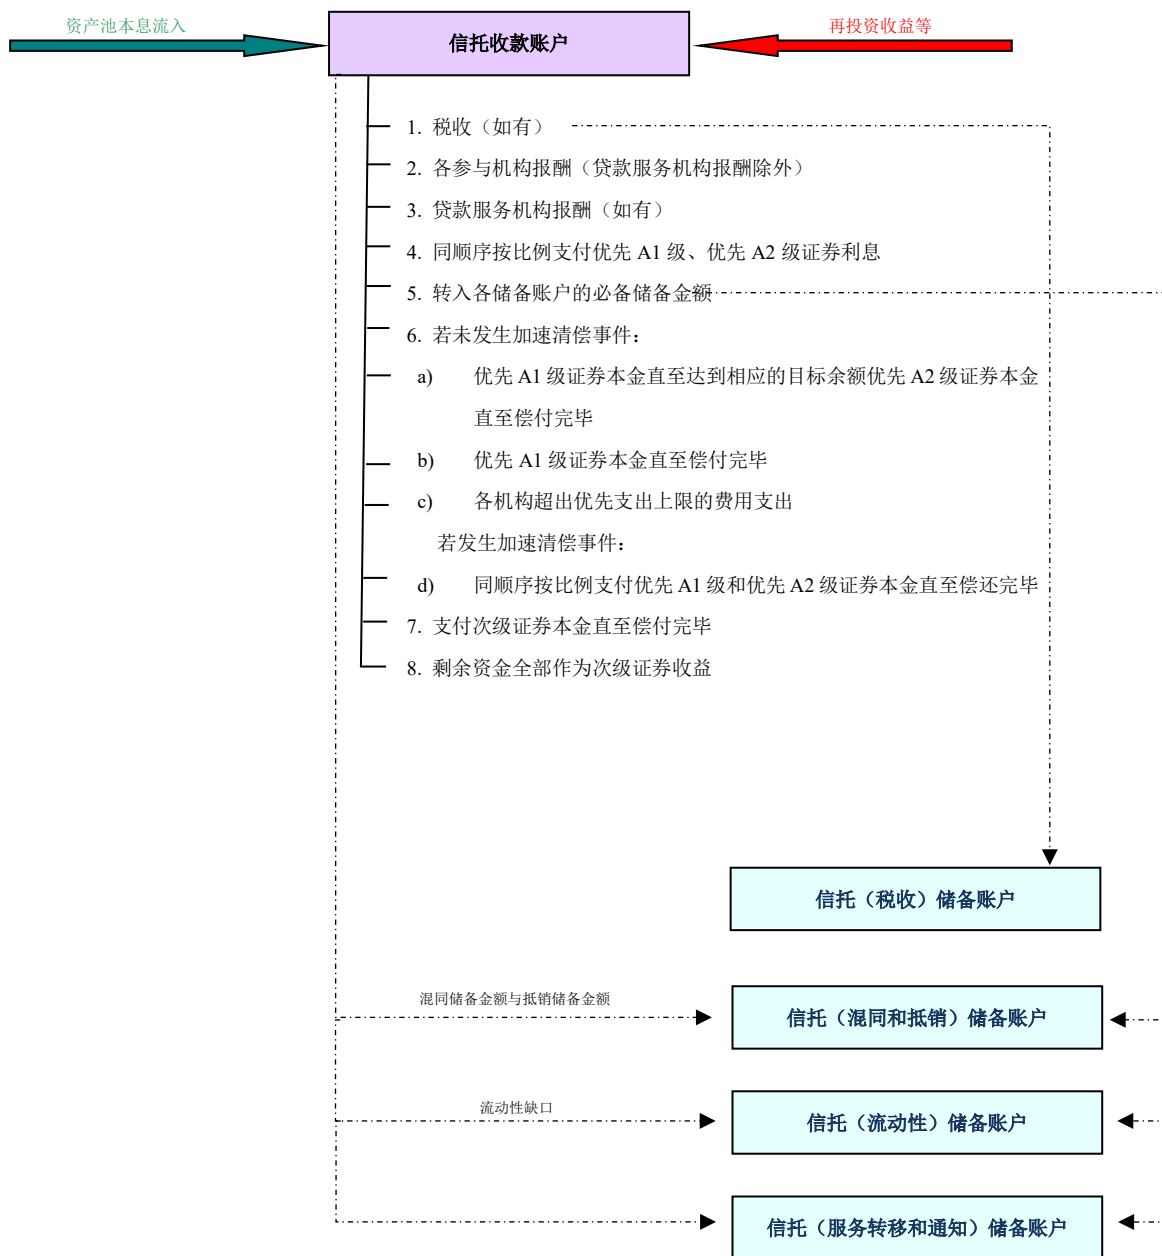 资产池本息流入
信托收款账户
再投资收益等
1. 税收（如有）
2. 各参与机构报酬（贷款服务机构报酬除外）
3. 贷款服务机构报酬（如有）
4. 同顺序按比例支付优先 A1 级、优先 A2 级证券利息
5. 转入各储备账户的必备储备金额
6. 若未发生加速清偿事件：
a) 优先 A1 级证券本金直至达到相应的目标余额优先 A2 级证券本金
直至偿付完毕
b) 优先 A1 级证券本金直至偿付完毕
c) 各机构超出优先支出上限的费用支出
若发生加速清偿事件：
d) 同顺序按比例支付优先 A1 级和优先 A2 级证券本金直至偿还完毕
7. 支付次级证券本金直至偿付完毕
8. 剩余资金全部作为次级证券收益
信托（税收）储备账户
混同储备金额与抵销储备金额
信托（混同和抵销）储备账户
流动性缺口
信托（流动性）储备账户
信托（服务转移和通知）储备账户